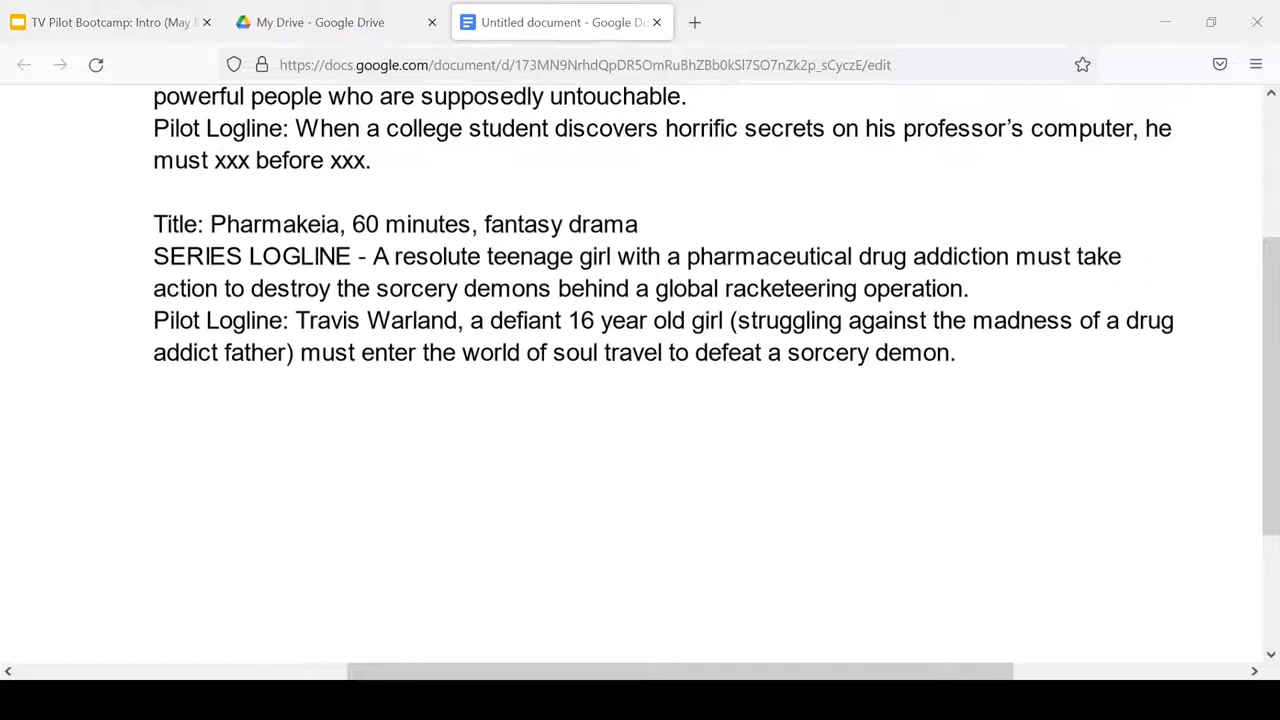 TV Pilot Bootcamp: Intro (May
My Drive - Google Drive
Untitled document - Google Do
https://docs.google.com/document/d/173MN9NrhdQpDR5OmRuBhZBb0kSl7SO7nZk2p_sCyczE/edit
powerful people who are supposedly untouchable.
Pilot Logline: When a college student discovers horrific secrets on his professor’s computer, he
must xxx before xxx.
Title: Pharmakeia, 60 minutes, fantasy drama
SERIES LOGLINE - A resolute teenage girl with a pharmaceutical drug addiction must take
action to destroy the sorcery demons behind a global racketeering operation.
Pilot Logline: Travis Warland, a defiant 16 year old girl (struggling against the madness of a drug
addict father) must enter the world of soul travel to defeat a sorcery demon.